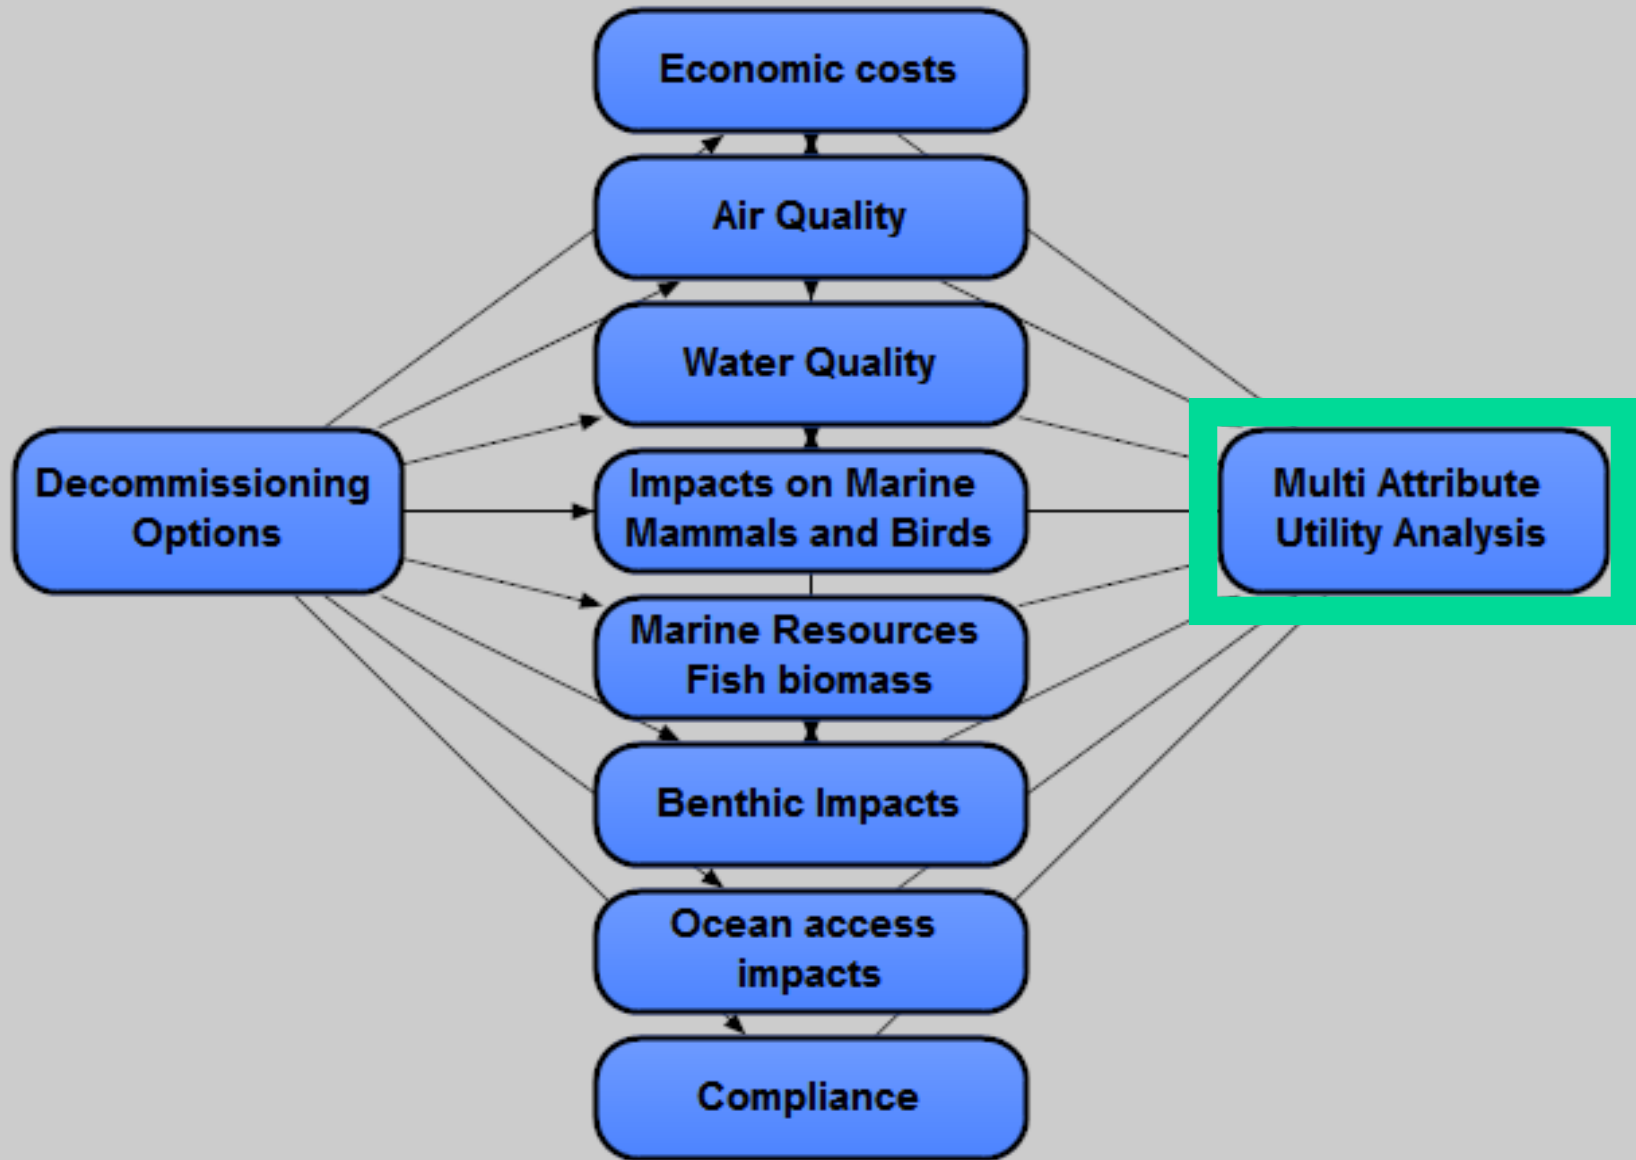 Economic costs
Air Quality
Water Quality
Decommissioning
Options
Impacts on Marine
Mammals and Birds
Multi Attribute
Utility Analysis
Marine Resources
Fish biomass
Benthic Impacts
Ocean access
impacts
Compliance